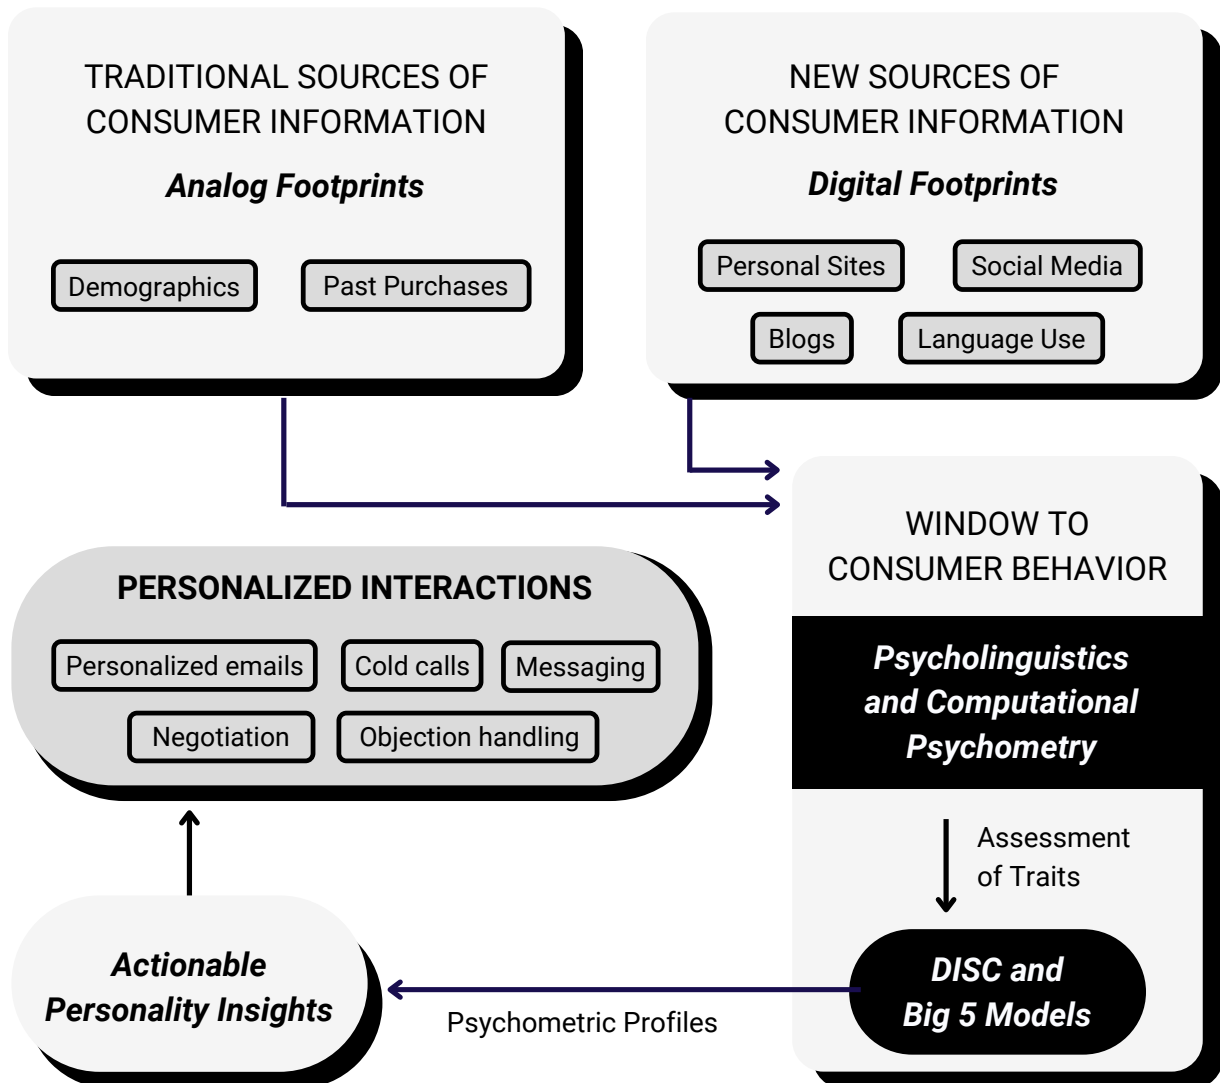 TRADITIONAL SOURCES OF
CONSUMER INFORMATION
Analog Footprints
Demographics
Past Purchases
NEW SOURCES OF
CONSUMER INFORMATION
Digital Footprints
Personal Sites
Social Media
Blogs
Language Use
WINDOW TO
CONSUMER BEHAVIOR
Psycholinguistics
and Computational
Psychometry
Assessment
of Traits
DISC and
Big 5 Models
Psychometric Profiles
Actionable
Personality Insights
PERSONALIZED INTERACTIONS
Personalized emails
Cold calls
Messaging
Negotiation
Objection handling